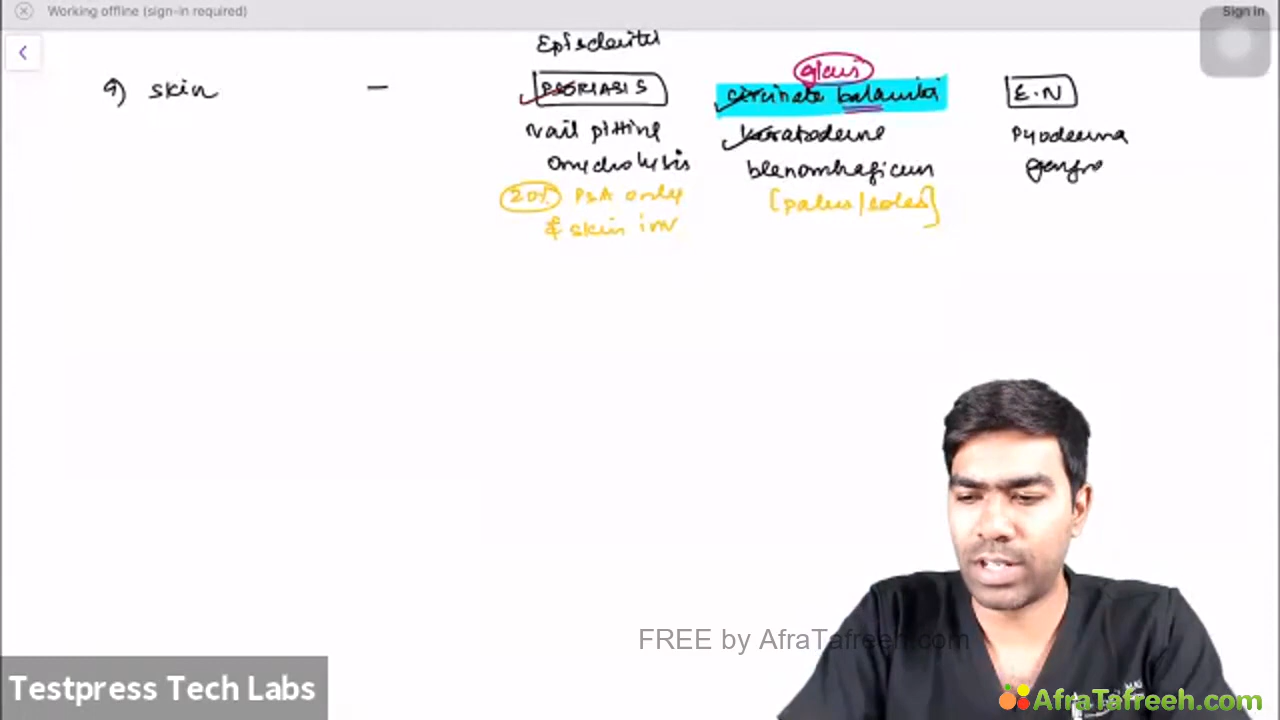 Working offline (sign-in required)
Sign in
Episcleritis
9) skin — PSORIASIS glans circinate balanitis E.N
Nail pitting Keratoderma Pyoderma
onycholysis blenorrhagicum gangre
20% PsA only [palms/soles]
skin inv
FREE by AfraTafreeh.com
Testpress Tech Labs
AfraTafreeh.com